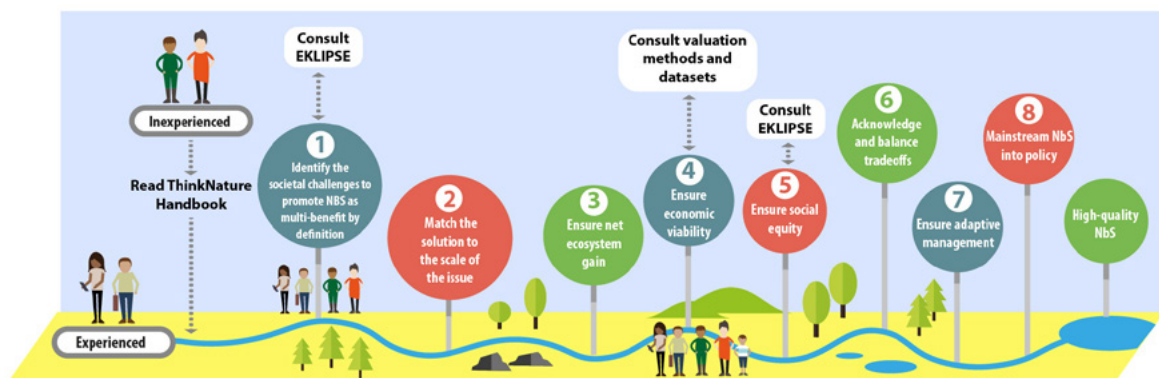 Inexperienced
Read ThinkNature
Handbook
Experienced
Consult
EKLIPSE
1
Identify the
societal challenges to
promote NBS as
multi-benefit by
definition
2
Match the
solution to
the scale of
the issue
3
Ensure net
ecosystem
gain
Consult valuation
methods and
datasets
4
Ensure
economic
viability
Consult
EKLIPSE
5
Ensure social
equity
6
Acknowledge
and balance
tradeoffs
7
Ensure adaptive
management
8
Mainstream NbS
into policy
High-quality
NbS